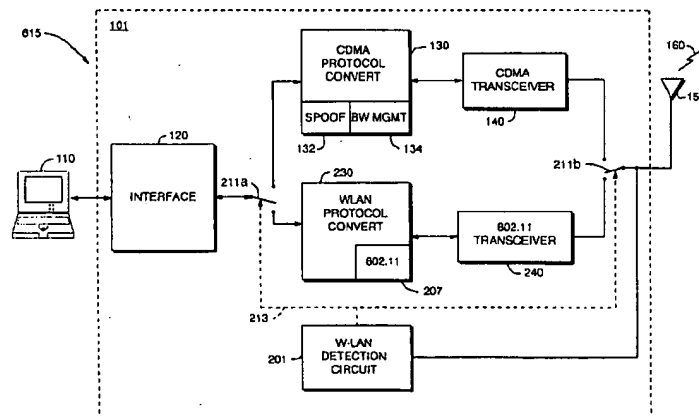 615
101
130
160
CDMA
PROTOCOL
CONVERT
CDMA
TRANSCEIVER
SPOOF
BW MGMT
140
120
132
134
110
211a
211b
INTERFACE
230
WLAN
PROTOCOL
CONVERT
802.11
TRANSCEIVER
802.11
240
207
213
W-LAN
DETECTION
CIRCUIT
201